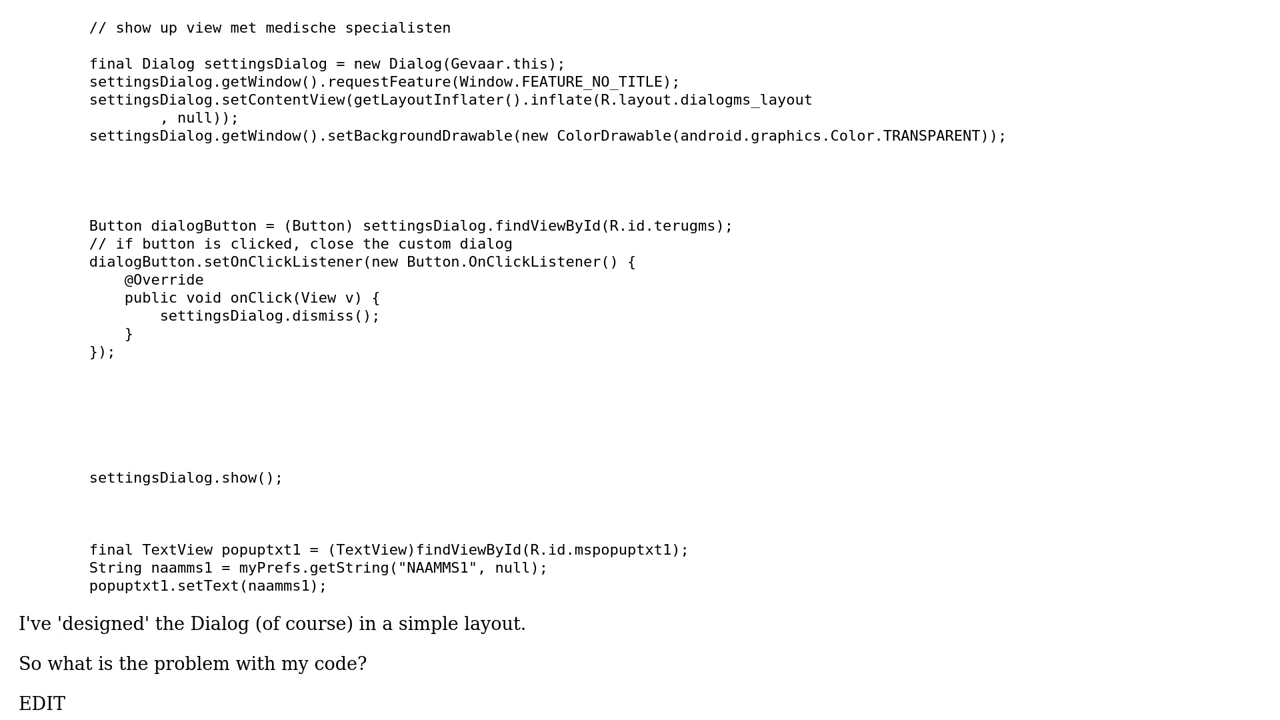 // show up view met medische specialisten
final Dialog settingsDialog = new Dialog(Gevaar.this);
settingsDialog.getWindow().requestFeature(Window.FEATURE_NO_TITLE);
settingsDialog.setContentView(getLayoutInflater().inflate(R.layout.dialogms_layout
        , null));
settingsDialog.getWindow().setBackgroundDrawable(new ColorDrawable(android.graphics.Color.TRANSPARENT));
Button dialogButton = (Button) settingsDialog.findViewById(R.id.terugms);
// if button is clicked, close the custom dialog
dialogButton.setOnClickListener(new Button.OnClickListener() {
    @Override
    public void onClick(View v) {
        settingsDialog.dismiss();
    }
});
settingsDialog.show();
final TextView popuptxt1 = (TextView)findViewById(R.id.mspopuptxt1);
String naamms1 = myPrefs.getString("NAAMMS1", null);
popuptxt1.setText(naamms1);
I've 'designed' the Dialog (of course) in a simple layout.
So what is the problem with my code?
EDIT